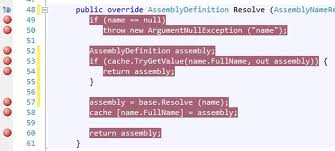 48 public override AssemblyDefinition Resolve (AssemblyNameRe
49 if (name == null)
50 throw new ArgumentNullException ("name");
51
52 AssemblyDefinition assembly;
53 if (cache.TryGetValue(name.FullName, out assembly)) {
54 return assembly;
55 }
56
57 assembly = base.Resolve (name);
58 cache [name.FullName] = assembly;
59
60 return assembly;
61 }